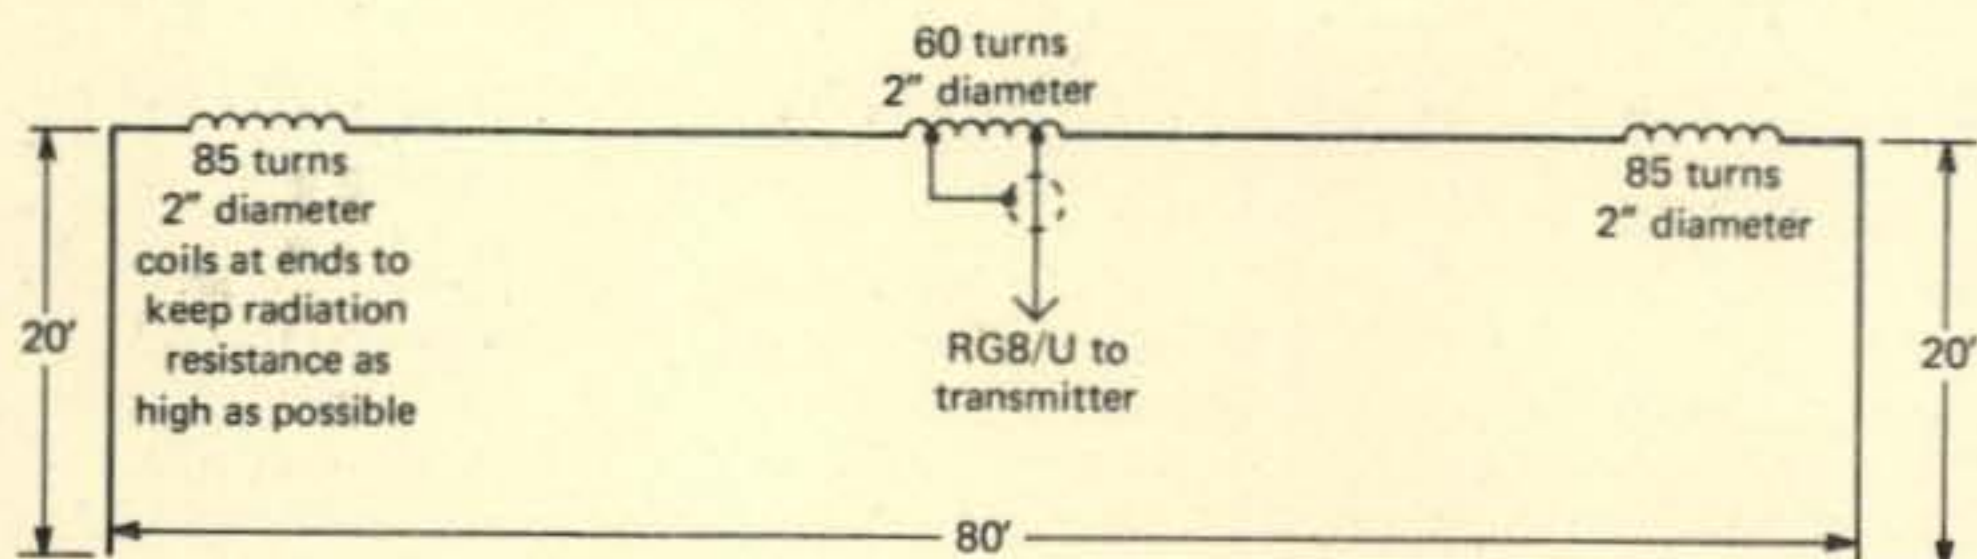 60 turns
2" diameter
85 turns
2" diameter
coils at ends to
keep radiation
resistance as
high as possible
20'
RG8/U to
transmitter
85 turns
2" diameter
20'
80'